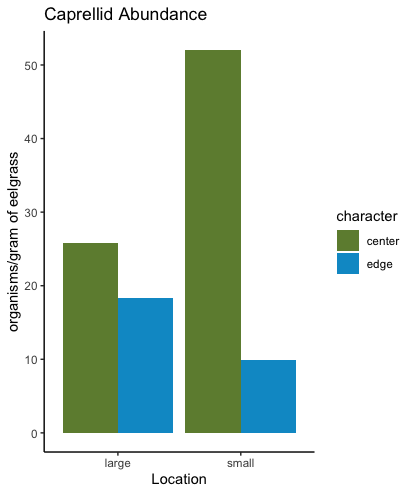 Caprellid Abundance
organisms/gram of eelgrass
50
40
30
20
10
0
large
small
Location
character
center
edge